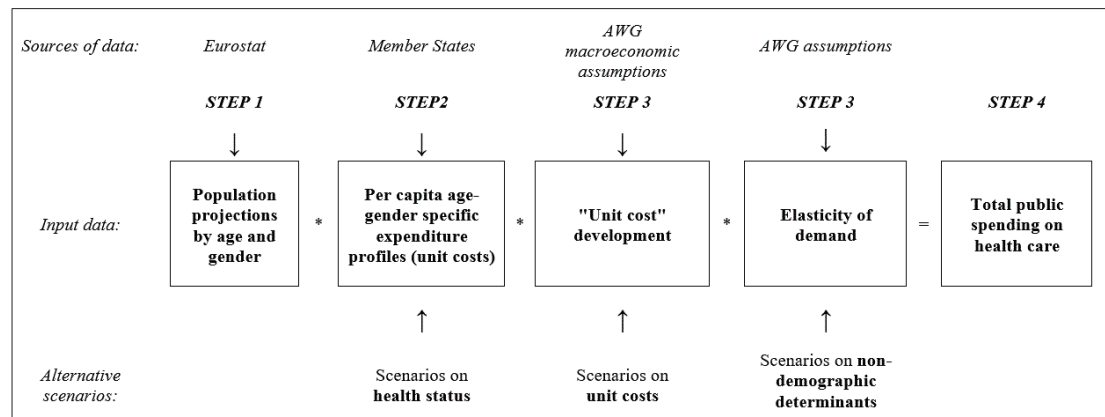 Sources of data:
Eurostat
Member States
AWG
macroeconomic
assumptions
AWG assumptions
STEP 1
STEP2
STEP 3
STEP 3
STEP 4
↓
↓
↓
↓
Input data:
Population
projections
by age and
gender
*
Per capita age-
gender specific
expenditure
profiles (unit costs)
*
"Unit cost"
development
*
Elasticity of
demand
=
Total public
spending on
health care
↑
↑
↑
Alternative
scenarios:
Scenarios on
health status
Scenarios on
unit costs
Scenarios on non-
demographic
determinants